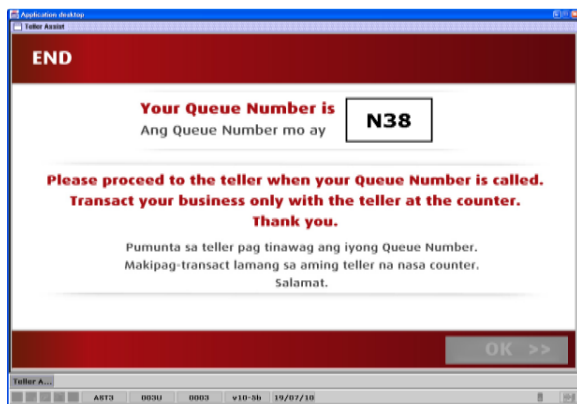 Application desktop
Teller Assist
END
Your Queue Number is
Ang Queue Number mo ay
N38
Please proceed to the teller when your Queue Number is called.
Transact your business only with the teller at the counter.
Thank you.
Pumunta sa teller pag tinawag ang iyong Queue Number.
Makipag-transact lamang sa aming teller na nasa counter.
Salamat.
OK >>
Teller A...
AST3 003U 0003 v10-5b 19/07/10